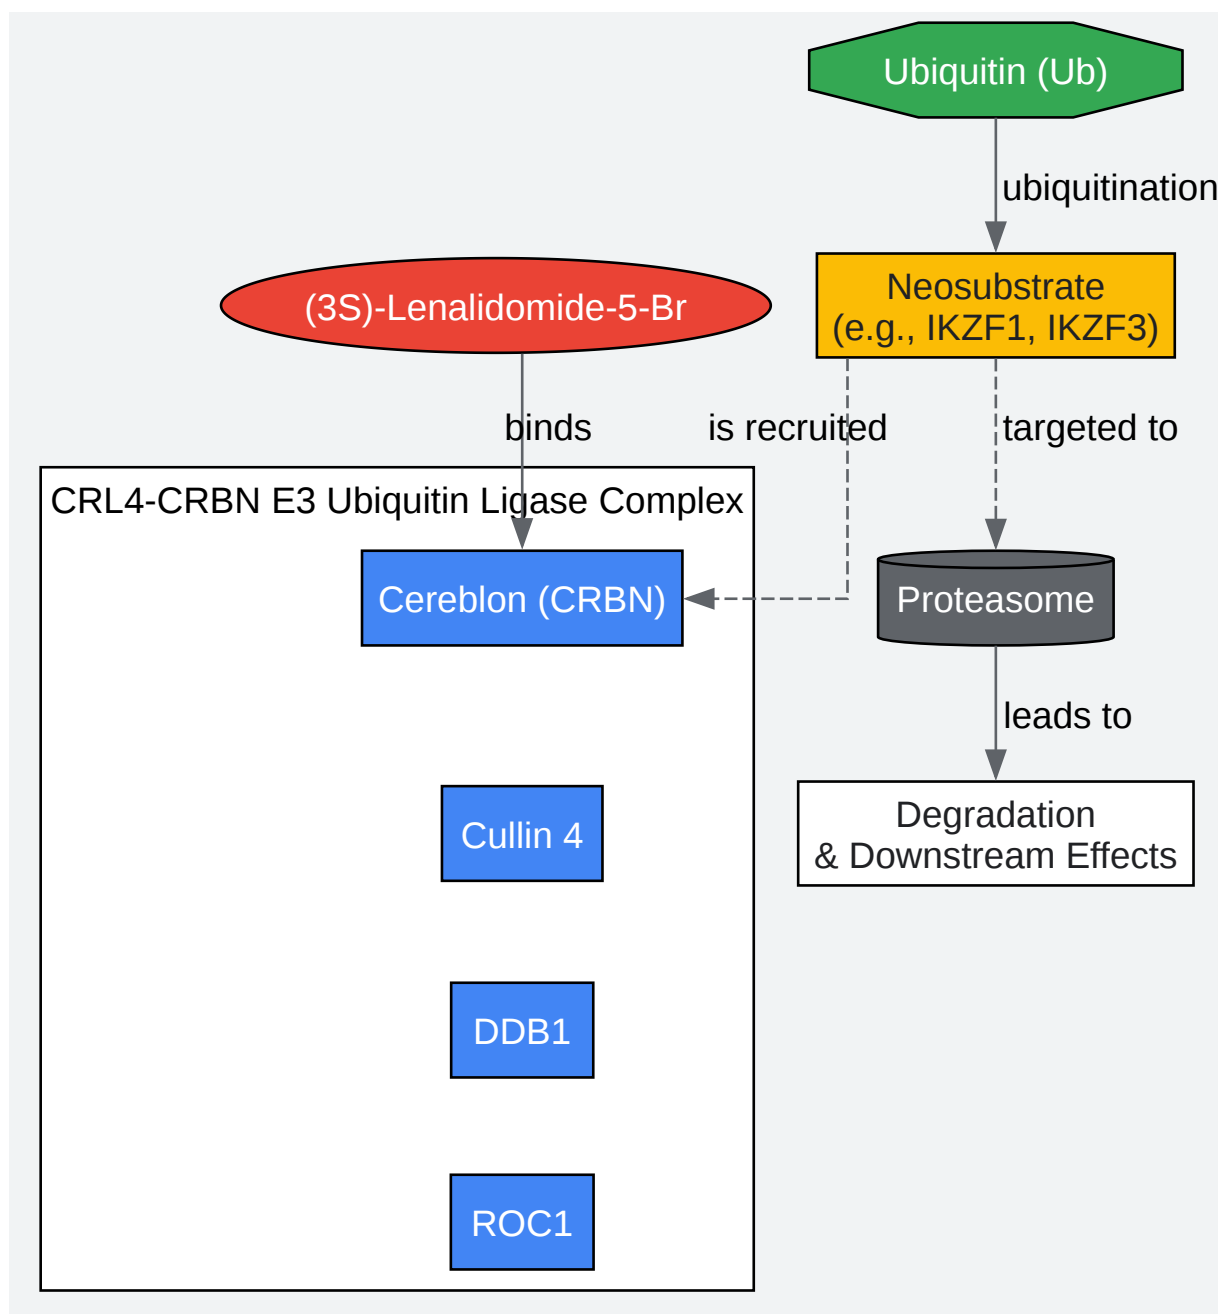 Ubiquitin (Ub)
ubiquitination
(3S)-Lenalidomide-5-Br
Neosubstrate
(e.g., IKZF1, IKZF3)
binds
is recruited
targeted to
CRL4-CRBN E3 Ubiquitin Ligase Complex
Cereblon (CRBN)
Proteasome
leads to
Cullin 4
Degradation
& Downstream Effects
DDB1
ROC1